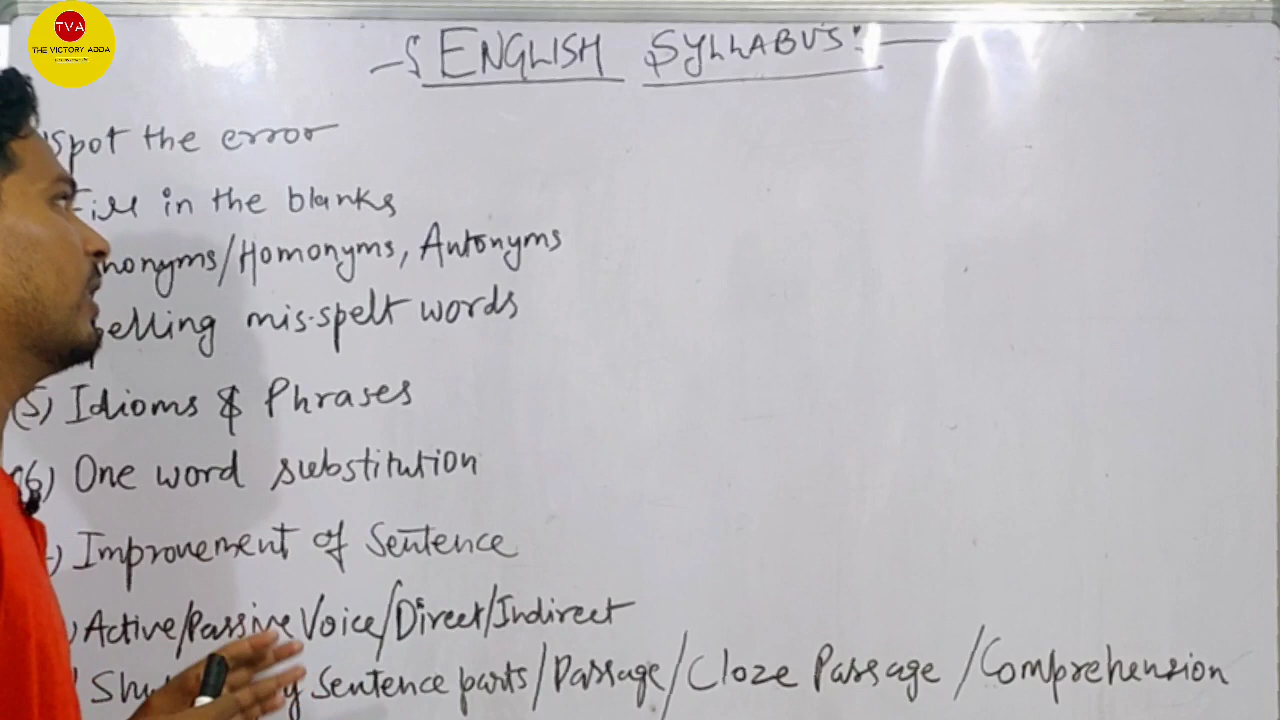 TVA
THE VICTORY ADDA
ENGLISH SYLLABUS:
Spot the error
Fill in the blanks
nonyms/Homonyms, Antonyms
pelling mis-spelt words
(5) Idioms & Phrases
(6) One word substitution
) Improvement of Sentence
) Active/Passive Voice/Direct/Indirect
Sentence parts/Passage/Cloze Passage/Comprehension